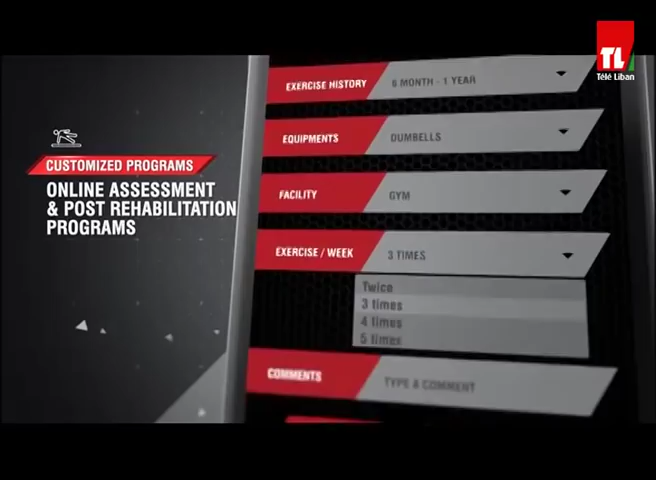 TL
Télé Liban
EXERCISE HISTORY
6 MONTH - 1 YEAR
EQUIPMENTS
DUMBELLS
CUSTOMIZED PROGRAMS
ONLINE ASSESSMENT
& POST REHABILITATION
PROGRAMS
FACILITY
GYM
EXERCISE / WEEK
3 TIMES
Twice
3 times
4 times
5 times
COMMENTS
TYPE A COMMENT